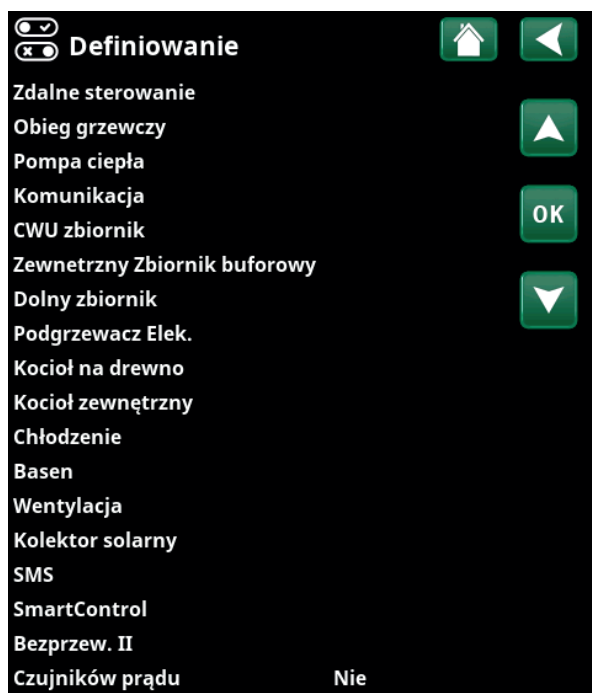 Definiowanie
Zdalne sterowanie
Obieg grzewczy
Pompa ciepła
Komunikacja
CWU zbiornik
OK
Zewnetrzny Zbiornik buforowy
Dolny zbiornik
Podgrzewacz Elek.
Kocioł na drewno
Kocioł zewnętrzny
Chłodzenie
Basen
Wentylacja
Kolektor solarny
SMS
SmartControl
Bezprzew. II
Czujników prądu Nie